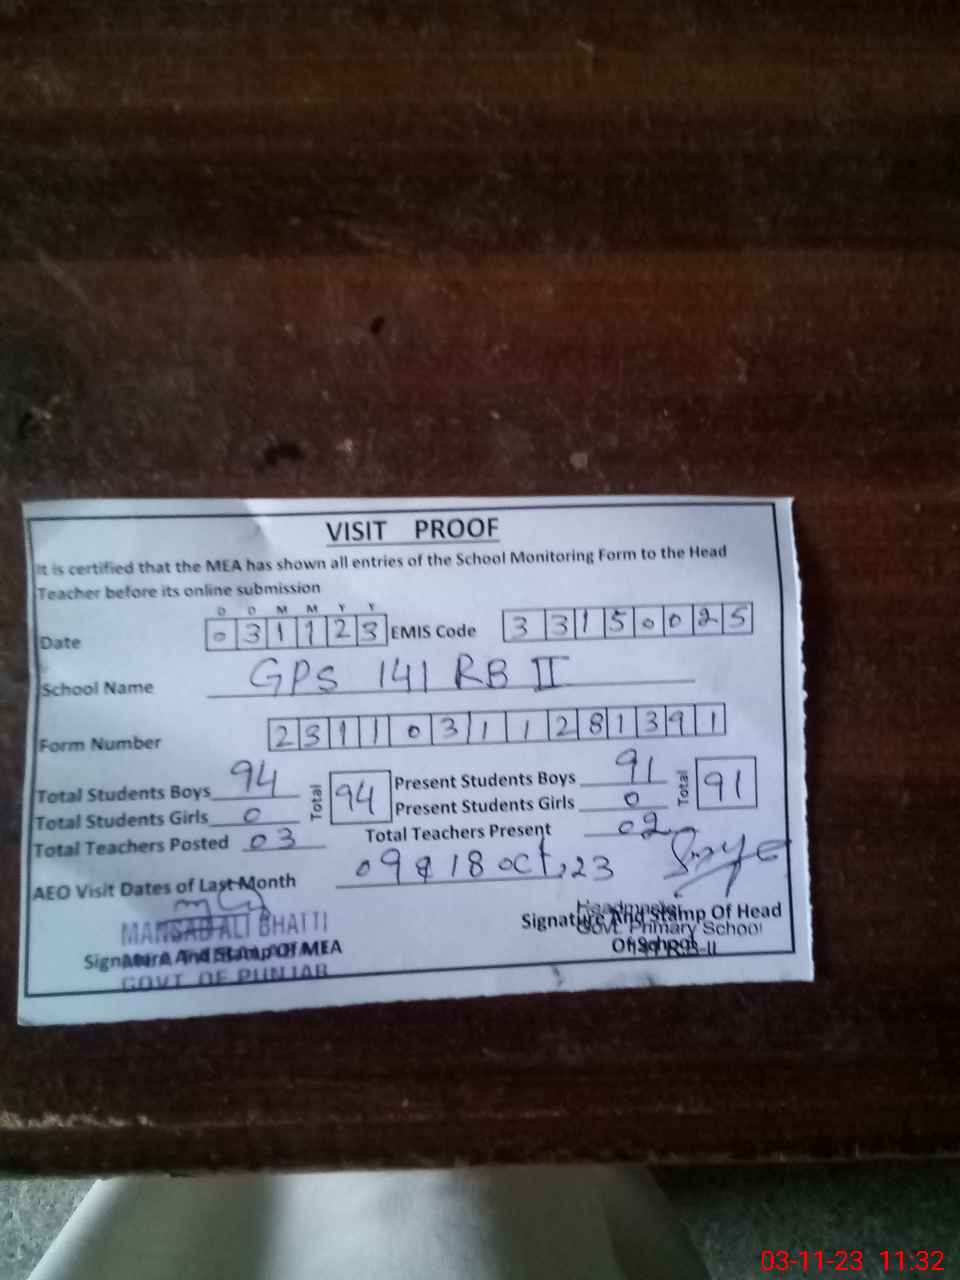 VISIT PROOF
It is certified that the MEA has shown all entries of the School Monitoring Form to the Head
Teacher before its online submission
D D M M Y Y
Date 0 3 1 1 2 3 EMIS Code 3 3 1 5 0 0 2 5
School Name GPS 141 RB II
Form Number 2 3 1 1 0 3 1 1 2 8 1 3 9 1
Total Students Boys 94 Total 94 Present Students Boys 91 Total 91
Total Students Girls 0 Present Students Girls 0
Total Teachers Posted 03 Total Teachers Present 02
AEO Visit Dates of Last Month 09 & 18 oct, 23
MANSAB ALI BHATTI
Signature And Stamp Of MEA
GOVT OF PUNJAB
Headmaster
Signature And Stamp Of Head
Govt. Primary School
Of School
R.B-II
03-11-23 11:32